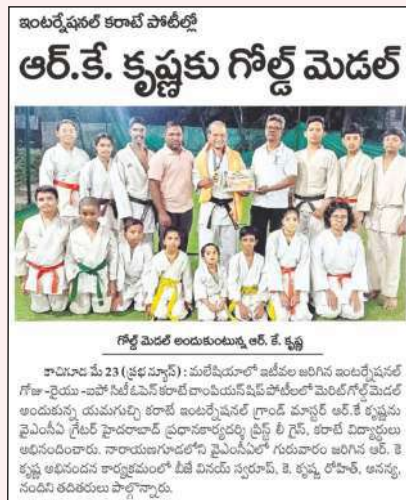 ఇంటర్నేషనల్ కరాటే పోటీల్లో
ఆర్.కే. కృష్ణకు గోల్డ్ మెడల్
గోల్డ్ మెడల్ అందుకుంటున్న ఆర్. కే. కృష్ణ
కాచిగూడ మే 23 (ప్రభ న్యూస్) : మలేషియాలో ఇటీవల జరిగిన ఇంటర్నేషనల్
గోజు -రైయు -ఐహో సిటీ ఓపెన్ కరాటే చాంపియన్ షిప్ పోటీలలో మెరిట్ గోల్డ్ మెడల్
అందుకున్న యమగుచ్చి కరాటే ఇంటర్నేషనల్ గ్రాండ్ మాస్టర్ ఆర్.కే కృష్ణను
వైఎంసిఏ గ్రేటర్ హైదరాబాద్ ప్రధానకార్యదర్శి ప్రిస్ట్ లీ గైస్, కరాటే విద్యార్థులు
అభినందించారు. నారాయణగూడలోని వైఎంసీఏలో గురువారం జరిగిన ఆర్. కె
కృష్ణ అభినందన కార్యక్రమంలో బీజే వినయ్ స్వరూప్, కె. కృష్ణ రోహిత్, అనన్య,
నందిని తదితరులు పాల్గొన్నారు.